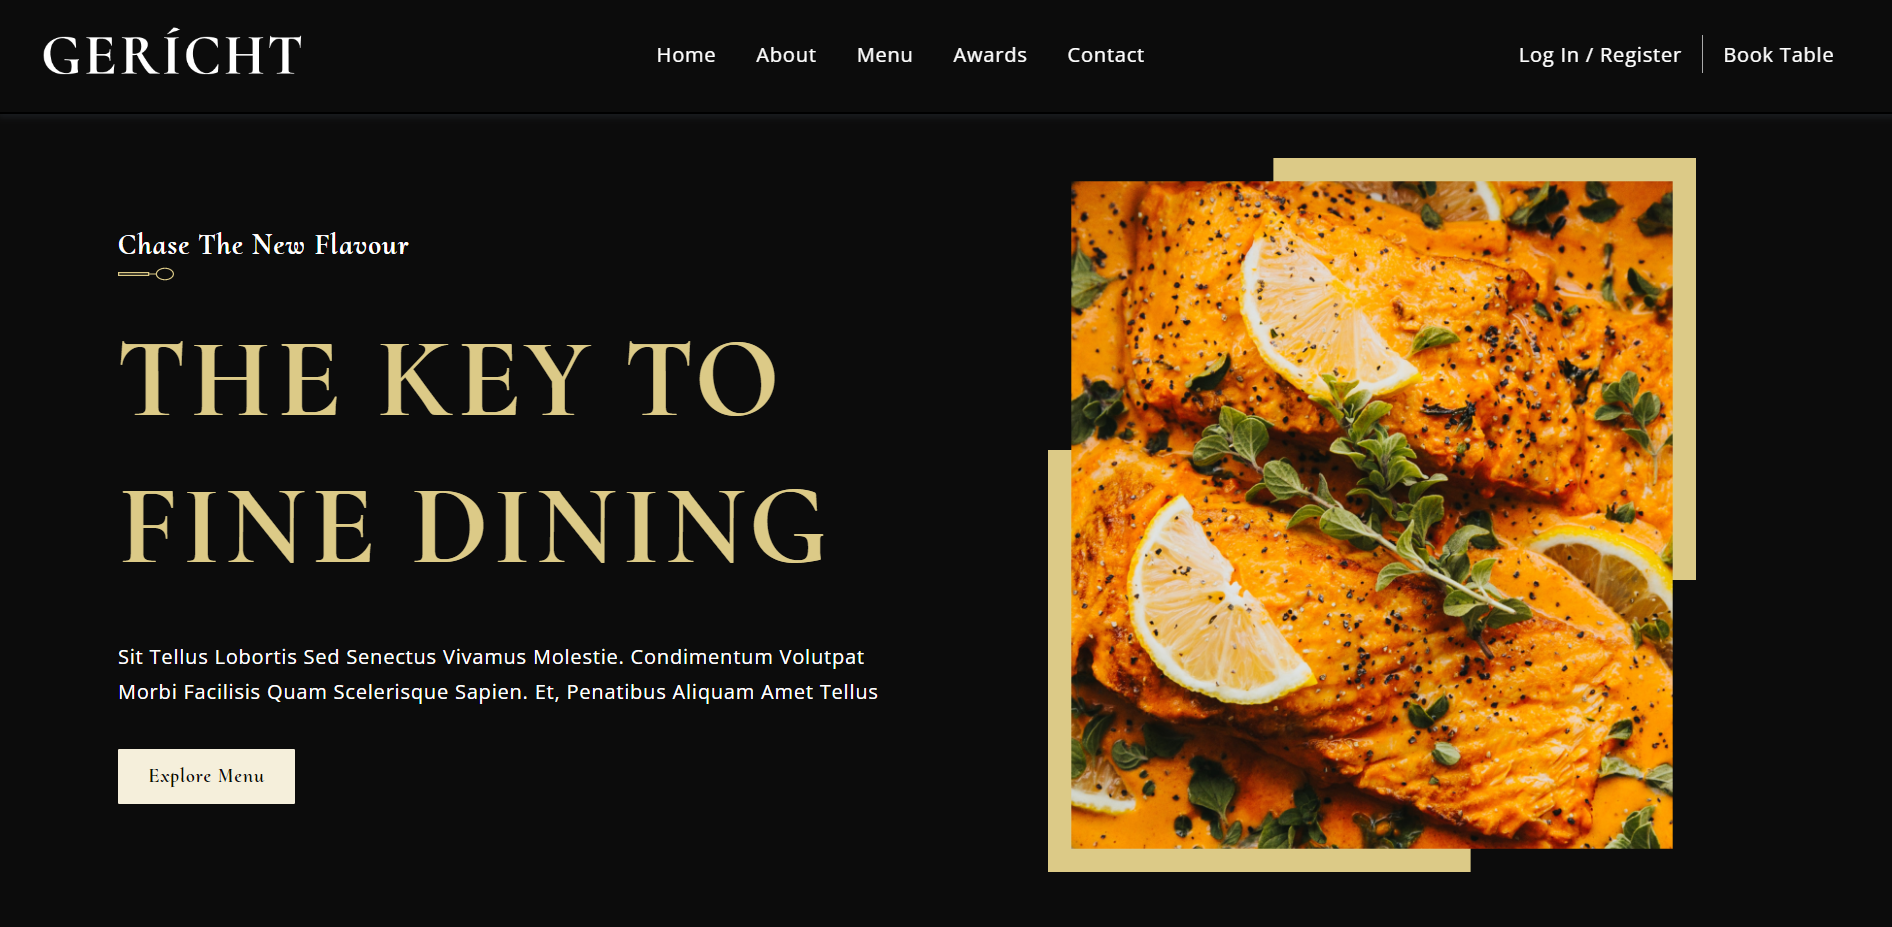 GERÍCHT
Home About Menu Awards Contact
Log In / Register Book Table
Chase The New Flavour
THE KEY TO
FINE DINING
Sit Tellus Lobortis Sed Senectus Vivamus Molestie. Condimentum Volutpat
Morbi Facilisis Quam Scelerisque Sapien. Et, Penatibus Aliquam Amet Tellus
Explore Menu